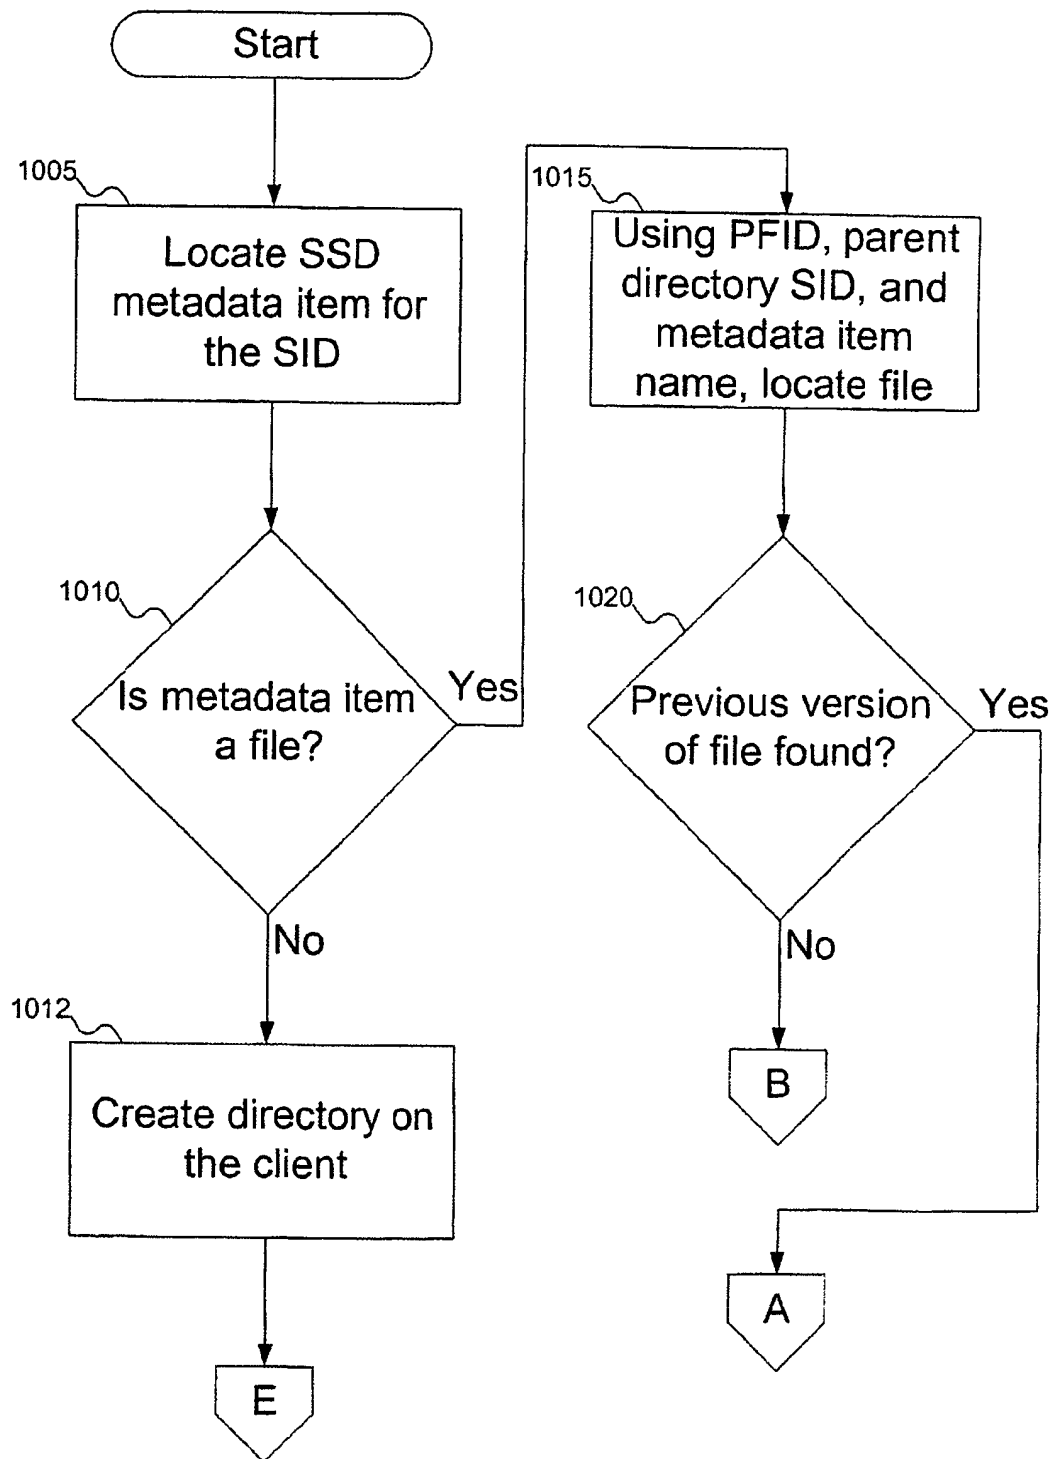 Start
1005
Locate SSD
metadata item for
the SID
1010
Is metadata item
a file?
Yes
No
1012
Create directory on
the client
E
1015
Using PFID, parent
directory SID, and
metadata item
name, locate file
1020
Previous version
of file found?
Yes
No
B
A